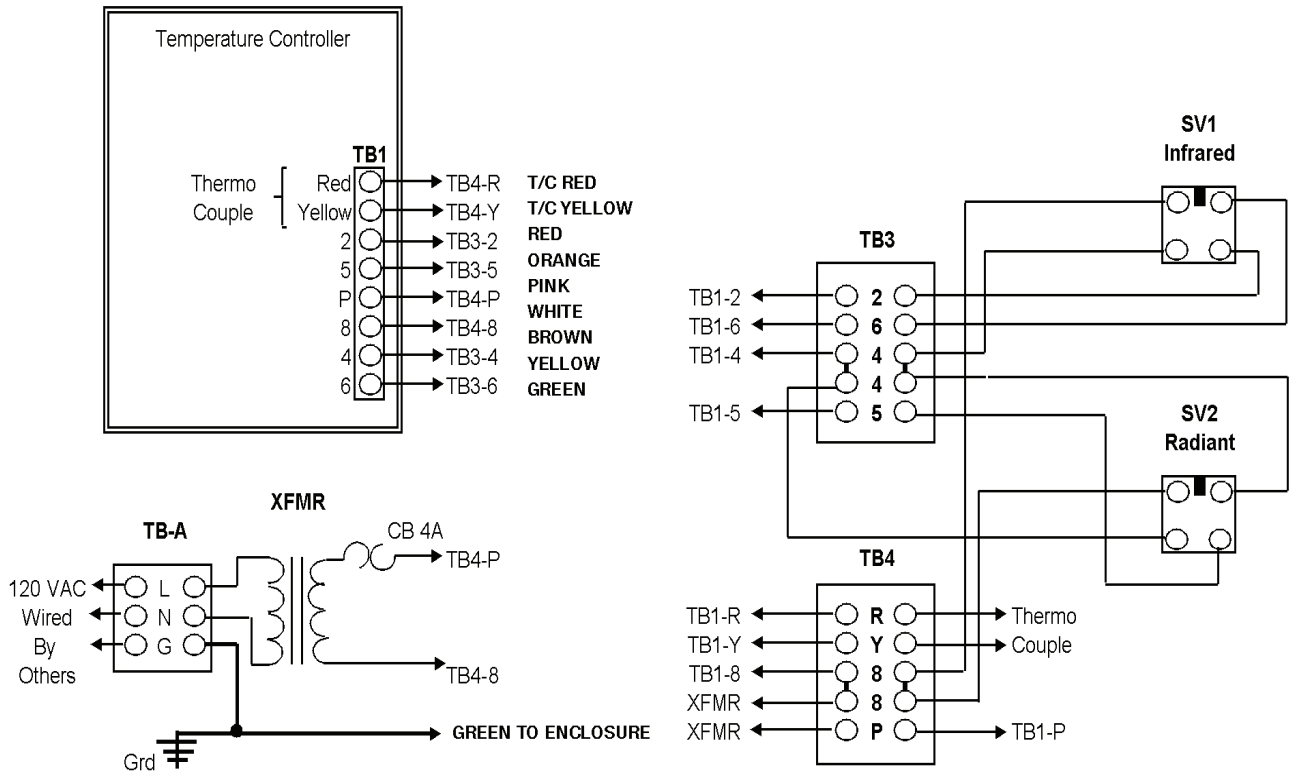 Temperature Controller
TB1
Thermo
Couple
Red
Yellow
2
5
P
8
4
6
TB4-R
TB4-Y
TB3-2
TB3-5
TB4-P
TB4-8
TB3-4
TB3-6
T/C RED
T/C YELLOW
RED
ORANGE
PINK
WHITE
BROWN
YELLOW
GREEN
SV1
Infrared
TB3
TB1-2
TB1-6
TB1-4
TB1-5
2
6
4
4
5
SV2
Radiant
XFMR
TB-A
CB 4A
120 VAC
Wired
By
Others
L
N
G
TB4-P
TB4-8
GREEN TO ENCLOSURE
Grd
TB4
TB1-R
TB1-Y
TB1-8
XFMR
XFMR
R
Y
8
8
P
Thermo
Couple
TB1-P